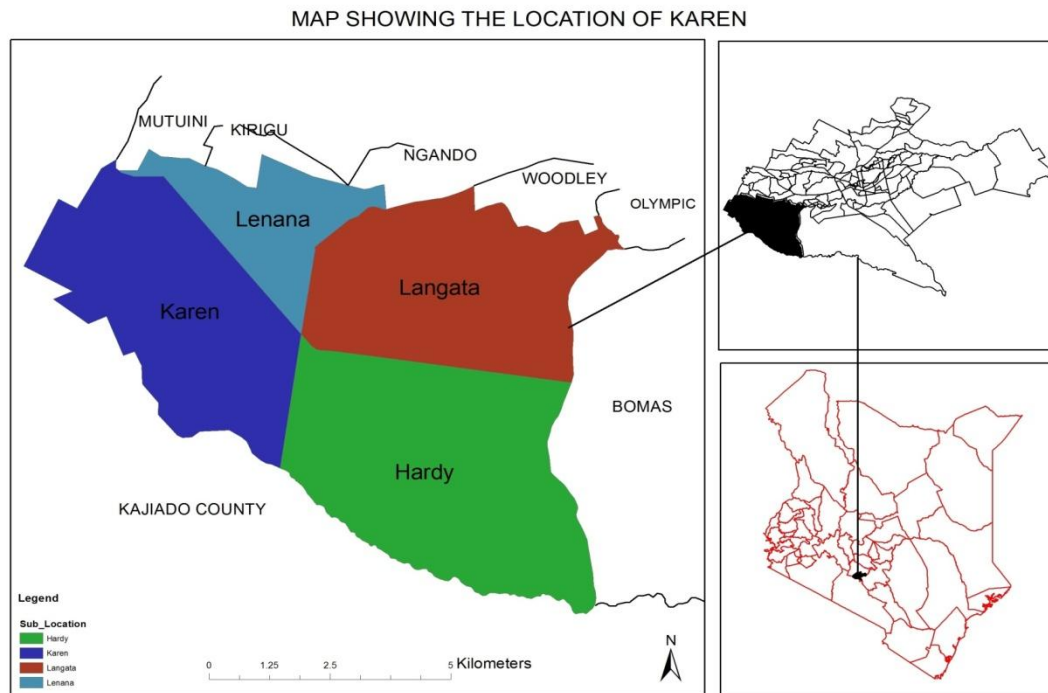 MAP SHOWING THE LOCATION OF KAREN
MUTUINI
KIRIGU
NGANDO
WOODLEY
OLYMPIC
Lenana
Langata
Karen
BOMAS
Hardy
KAJIADO COUNTY
Legend
Sub_Location
Hardy
Karen
Langata
Lenana
0 1.25 2.5 5 Kilometers
N